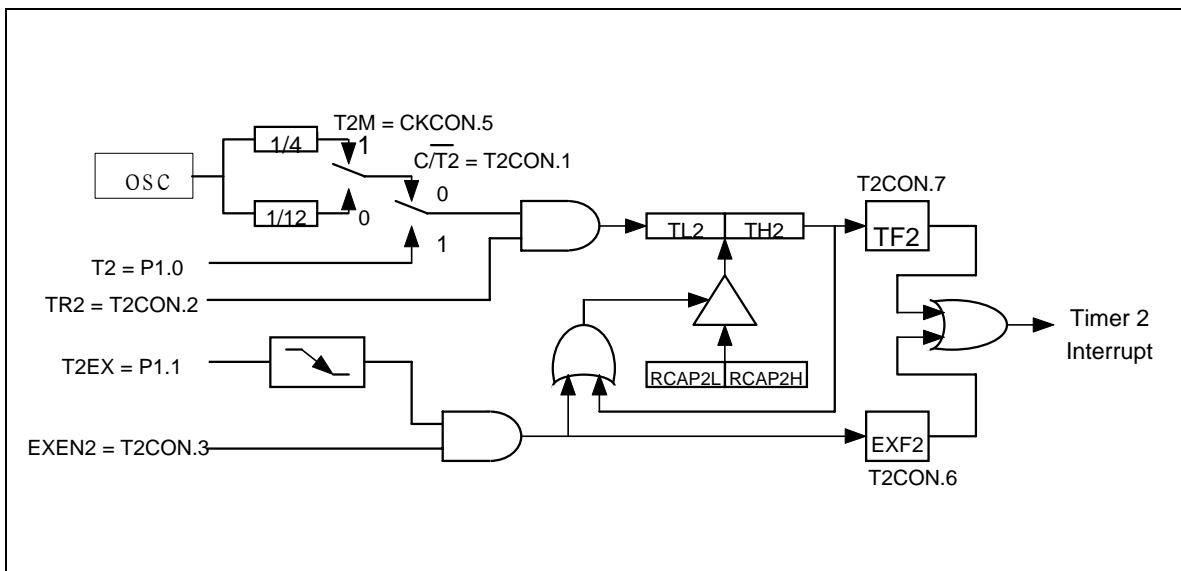 T2M = CKCON.5
1/4
1
C/T2 = T2CON.1
OSC
0
T2CON.7
1/12
0
TL2
TH2
TF2
1
T2 = P1.0
TR2 = T2CON.2
Timer 2
Interrupt
T2EX = P1.1
RCAP2L
RCAP2H
EXEN2 = T2CON.3
EXF2
T2CON.6